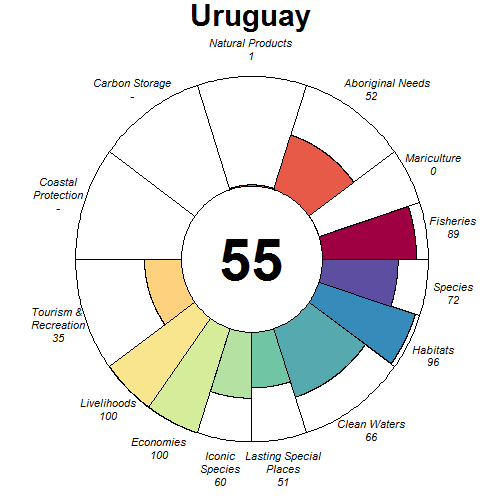 Uruguay
Natural Products
1
Carbon Storage
-
Aboriginal Needs
52
Mariculture
0
Coastal
Protection
-
Fisheries
89
55
Species
72
Tourism &
Recreation
35
Habitats
96
Livelihoods
100
Clean Waters
66
Economies
100
Iconic
Species
60
Lasting Special
Places
51